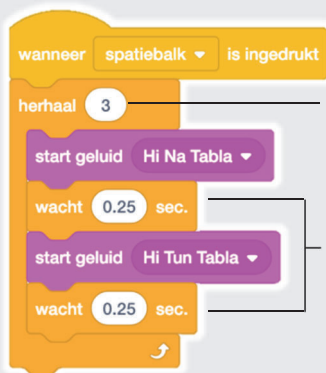 wanneer spatiebalk is ingedrukt
herhaal 3
start geluid Hi Na Tabla
wacht 0.25 sec.
start geluid Hi Tun Tabla
wacht 0.25 sec.